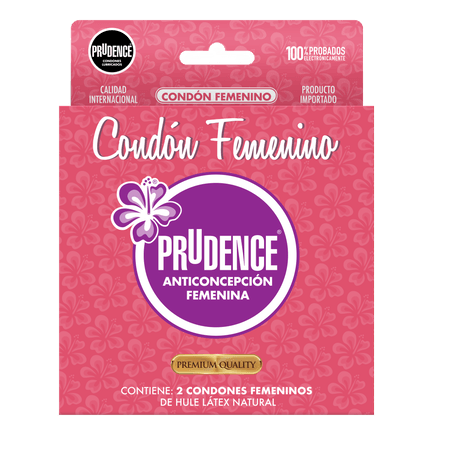 PRUDENCE
CONDONES
LUBRICADOS
100% PROBADOS
ELECTRÓNICAMENTE
CALIDAD
INTERNACIONAL
CONDÓN FEMENINO
PRODUCTO
IMPORTADO
Condón Femenino
PRUDENCE®
ANTICONCEPCIÓN
FEMENINA
PREMIUM QUALITY
CONTIENE: 2 CONDONES FEMENINOS
DE HULE LÁTEX NATURAL